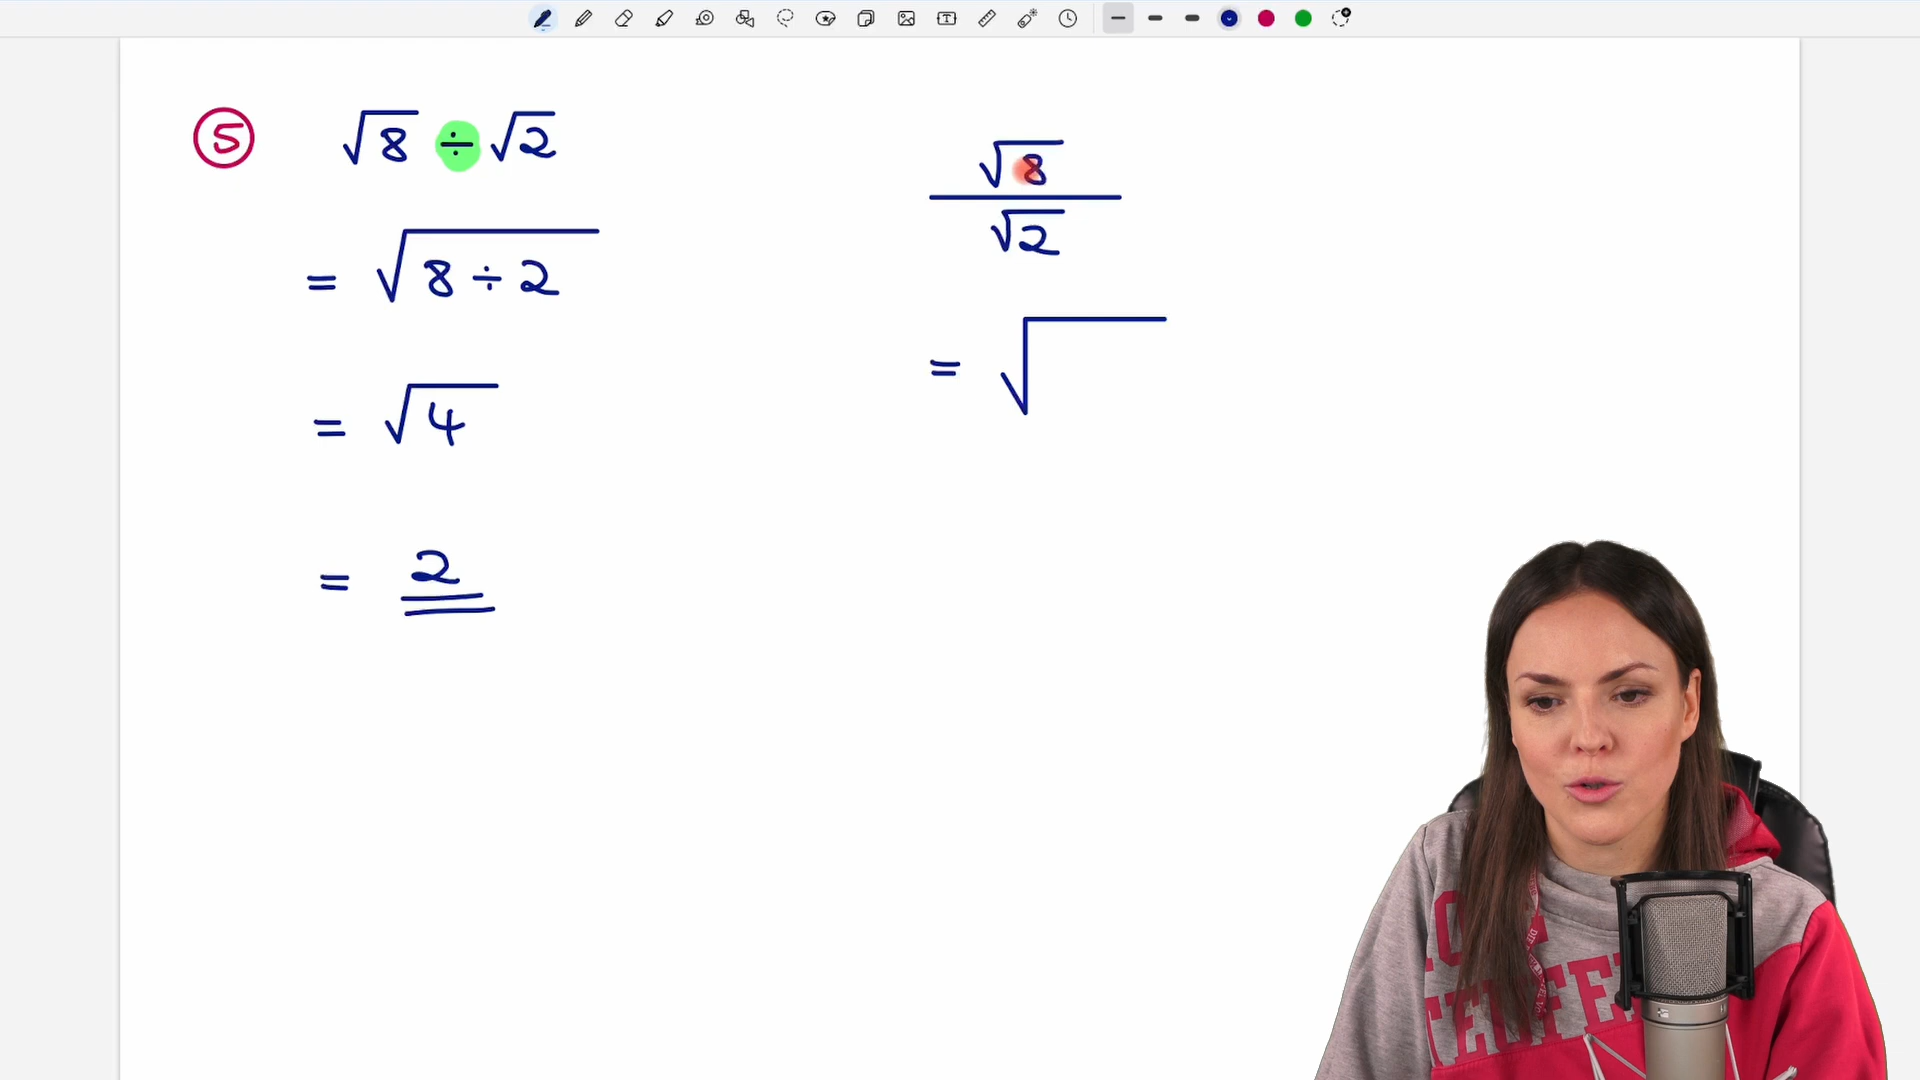 ⑤ √8 ÷ √2
= √(8 ÷ 2)
= √4
= 2
√8
√2
= √